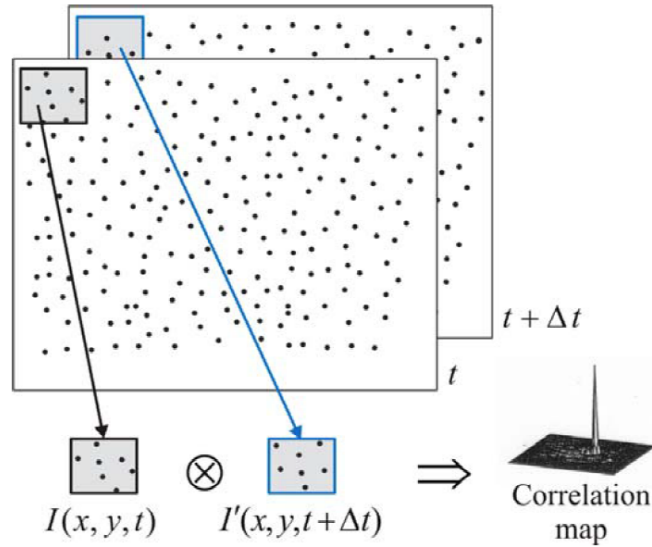 t + Δt
t
I(x, y, t)
⊗
⇒
I′(x, y, t + Δt)
Correlation
map